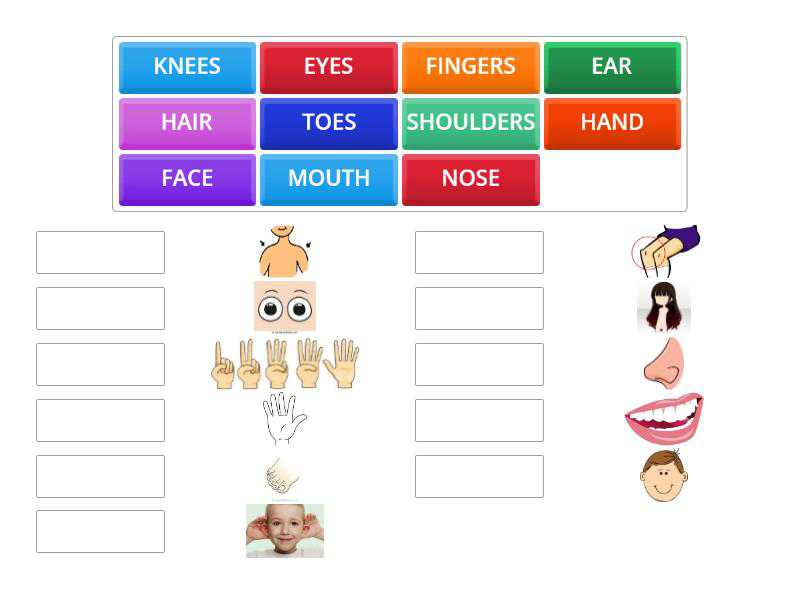 KNEES EYES FINGERS EAR
HAIR TOES SHOULDERS HAND
FACE MOUTH NOSE